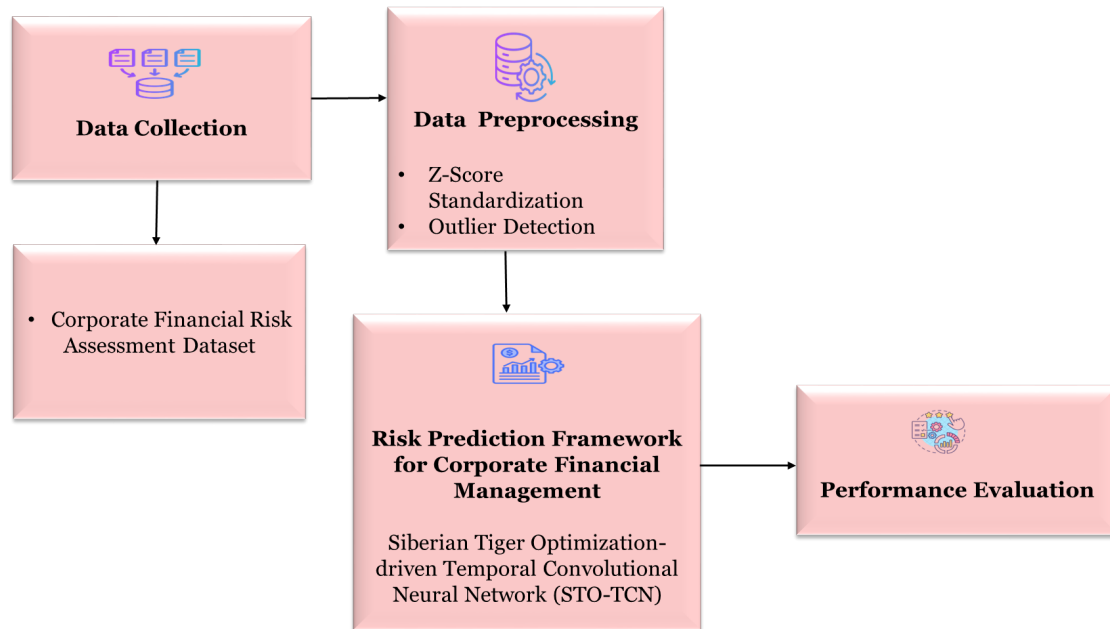 Data Collection
Data Preprocessing
• Z-Score
Standardization
• Outlier Detection
• Corporate Financial Risk
Assessment Dataset
Risk Prediction Framework
for Corporate Financial
Management
Siberian Tiger Optimization-
driven Temporal Convolutional
Neural Network (STO-TCN)
Performance Evaluation